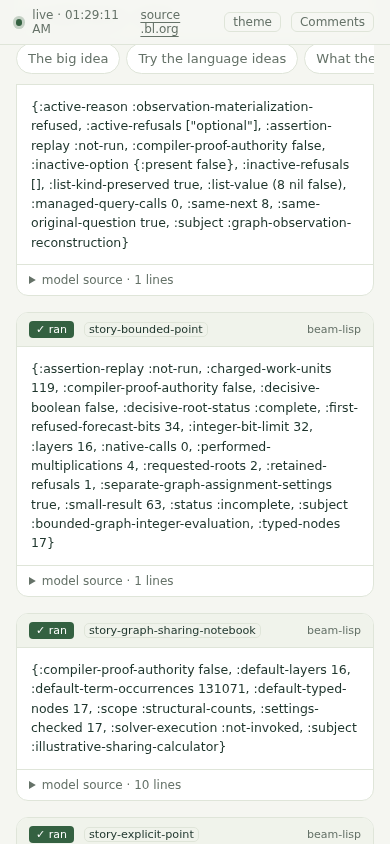 live · 01:29:11 AM
source .bl.org
theme
Comments
The big idea
Try the language ideas
What the
{:active-reason :observation-materialization-
refused, :active-refusals ["optional"], :assertion-
replay :not-run, :compiler-proof-authority false,
:inactive-option {:present false}, :inactive-refusals
[], :list-kind-preserved true, :list-value (8 nil false),
:managed-query-calls 0, :same-next 8, :same-
original-question true, :subject :graph-observation-
reconstruction}
▶ model source · 1 lines
✓ ran story-bounded-point beam-lisp
{:assertion-replay :not-run, :charged-work-units
119, :compiler-proof-authority false, :decisive-
boolean false, :decisive-root-status :complete, :first-
refused-forecast-bits 34, :integer-bit-limit 32,
:layers 16, :native-calls 0, :performed-
multiplications 4, :requested-roots 2, :retained-
refusals 1, :separate-graph-assignment-settings
true, :small-result 63, :status :incomplete, :subject
:bounded-graph-integer-evaluation, :typed-nodes
17}
▶ model source · 1 lines
✓ ran story-graph-sharing-notebook beam-lisp
{:compiler-proof-authority false, :default-layers 16,
:default-term-occurrences 131071, :default-typed-
nodes 17, :scope :structural-counts, :settings-
checked 17, :solver-execution :not-invoked, :subject
:illustrative-sharing-calculator}
▶ model source · 10 lines
✓ ran story-explicit-point beam-lisp